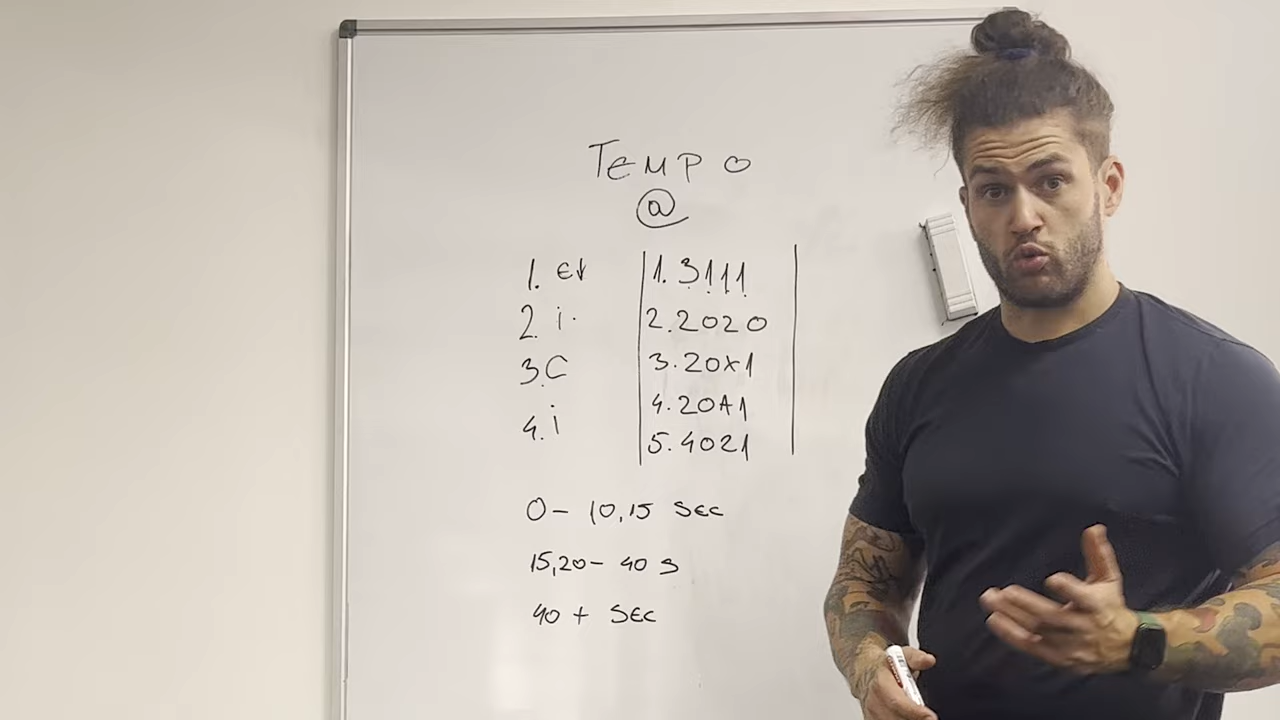 TEMPO
@
1. E↓ 1. 3111
2. i. 2. 2020
3. C 3. 20X1
4. i 4. 20A1
5. 4021
0 - 10,15 SEC
15,20 - 40 S
40 + SEC